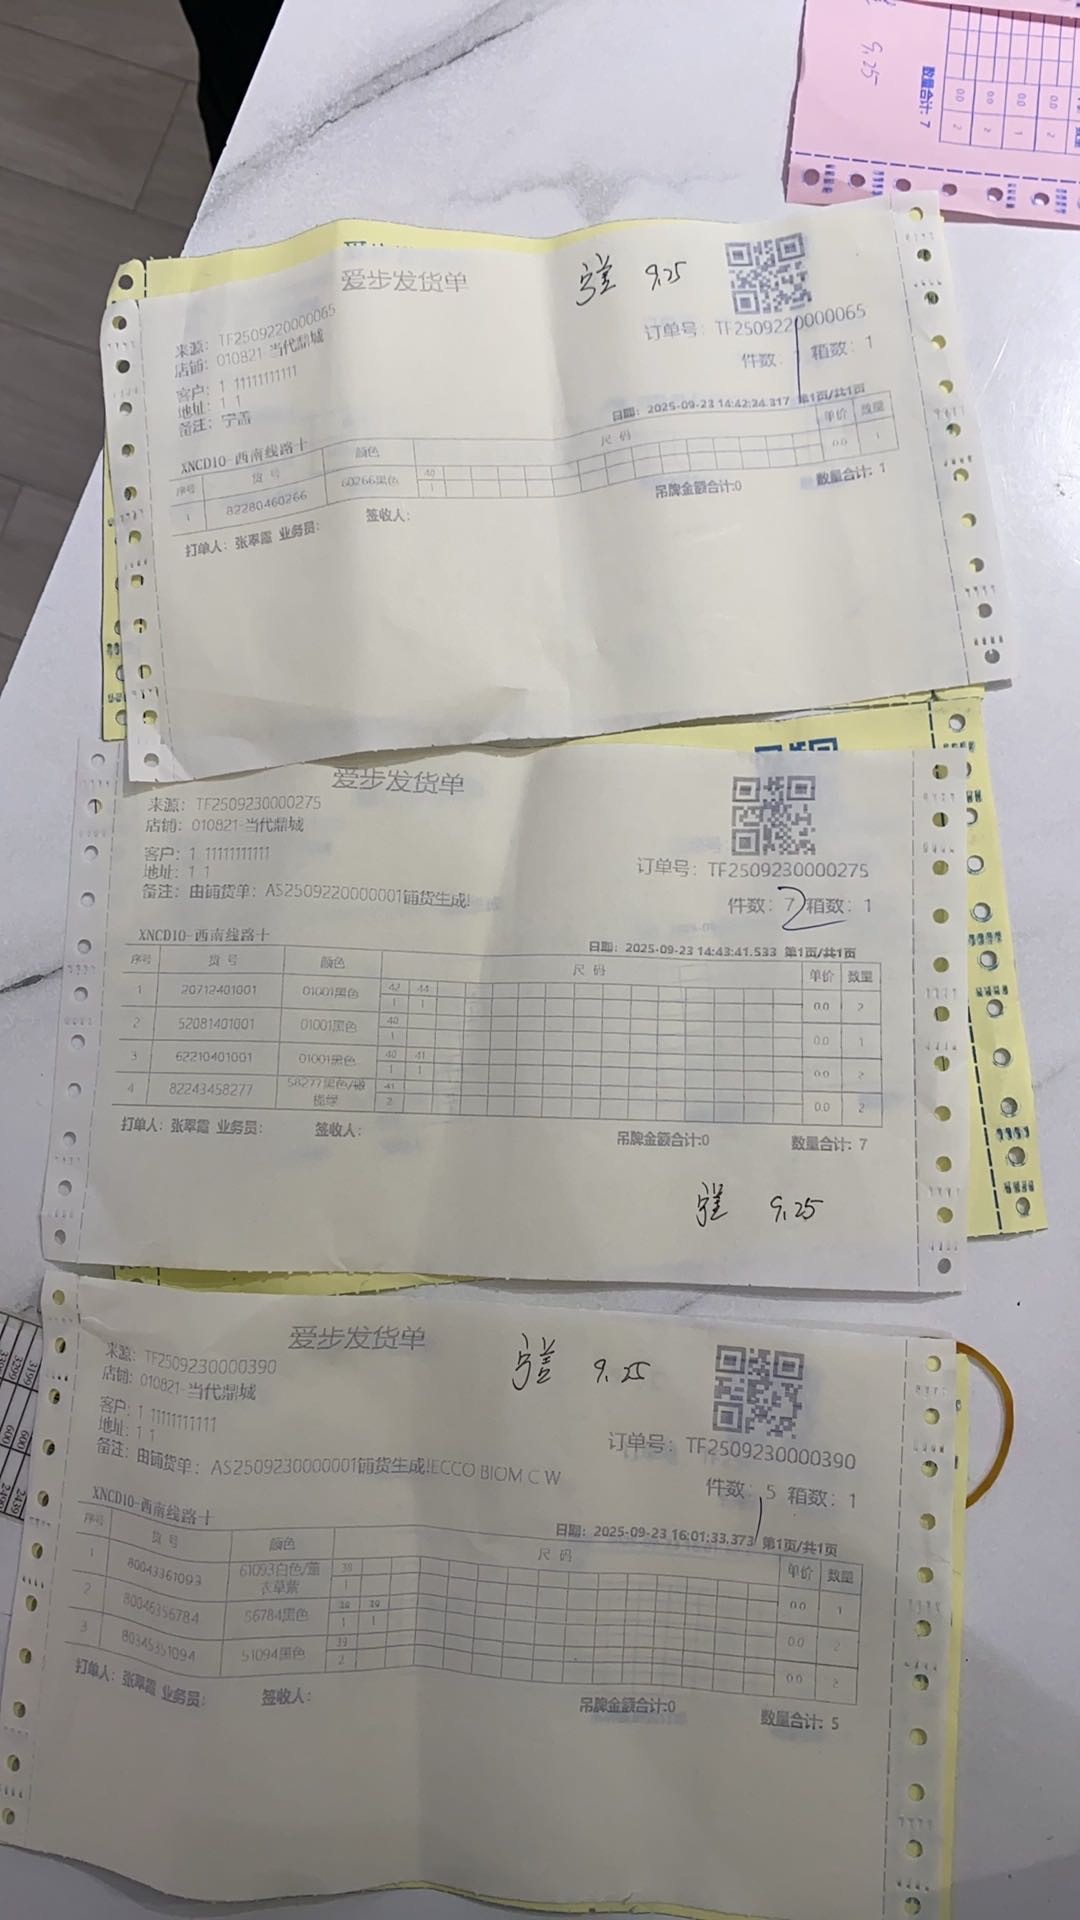 9.25
数量合计: 7
爱步发货单
9.25
来源: TF2509220000065
店铺: 010821-当代鼎城
客户: 1 11111111111
地址: 1 1
备注: 宁盖
订单号: TF2509220000065
件数: 箱数: 1
日期: 2025-09-23 14:42:24.317 第1页/共1页
XNCD10-西南线路十
序号 货 号 颜色 尺 码 单价 数量
40
1 82280460266 60266黑色 1 0.0 1
吊牌金额合计:0 数量合计: 1
打单人: 张翠霞 业务员: 签收人:
爱步发货单
来源: TF2509230000275
店铺: 010821-当代鼎城
客户: 1 11111111111
地址: 1 1
备注: 由铺货单: AS2509220000001铺货生成!
订单号: TF2509230000275
件数: 7 2 箱数: 1
日期: 2025-09-23 14:43:41.533 第1页/共1页
XNCD10-西南线路十
序号 货 号 颜色 尺 码 单价 数量
42 44
1 20712401001 01001黑色 1 1 0.0 2
40
2 52081401001 01001黑色 1 0.0 1
40 41
3 62210401001 01001黑色 1 1 0.0 2
41
4 82243458277 58277黑色/橄榄绿 2 0.0 2
打单人: 张翠霞 业务员: 签收人: 吊牌金额合计:0 数量合计: 7
9.25
爱步发货单
9.25
来源: TF2509230000390
店铺: 010821-当代鼎城
客户: 1 11111111111
地址: 1 1
备注: 由铺货单: AS2509230000001铺货生成!ECCO BIOM C W
订单号: TF2509230000390
件数: 5 箱数: 1
日期: 2025-09-23 16:01:33.373 第1页/共1页
XNCD10-西南线路十
序号 货 号 颜色 尺 码 单价 数量
39
1 80043361093 61093白色/薰衣草紫 1 0.0 1
38 39
2 80046356784 56784黑色 1 1 0.0 2
39
3 80345351094 51094黑色 2 0.0 2
打单人: 张翠霞 业务员: 签收人: 吊牌金额合计:0 数量合计: 5